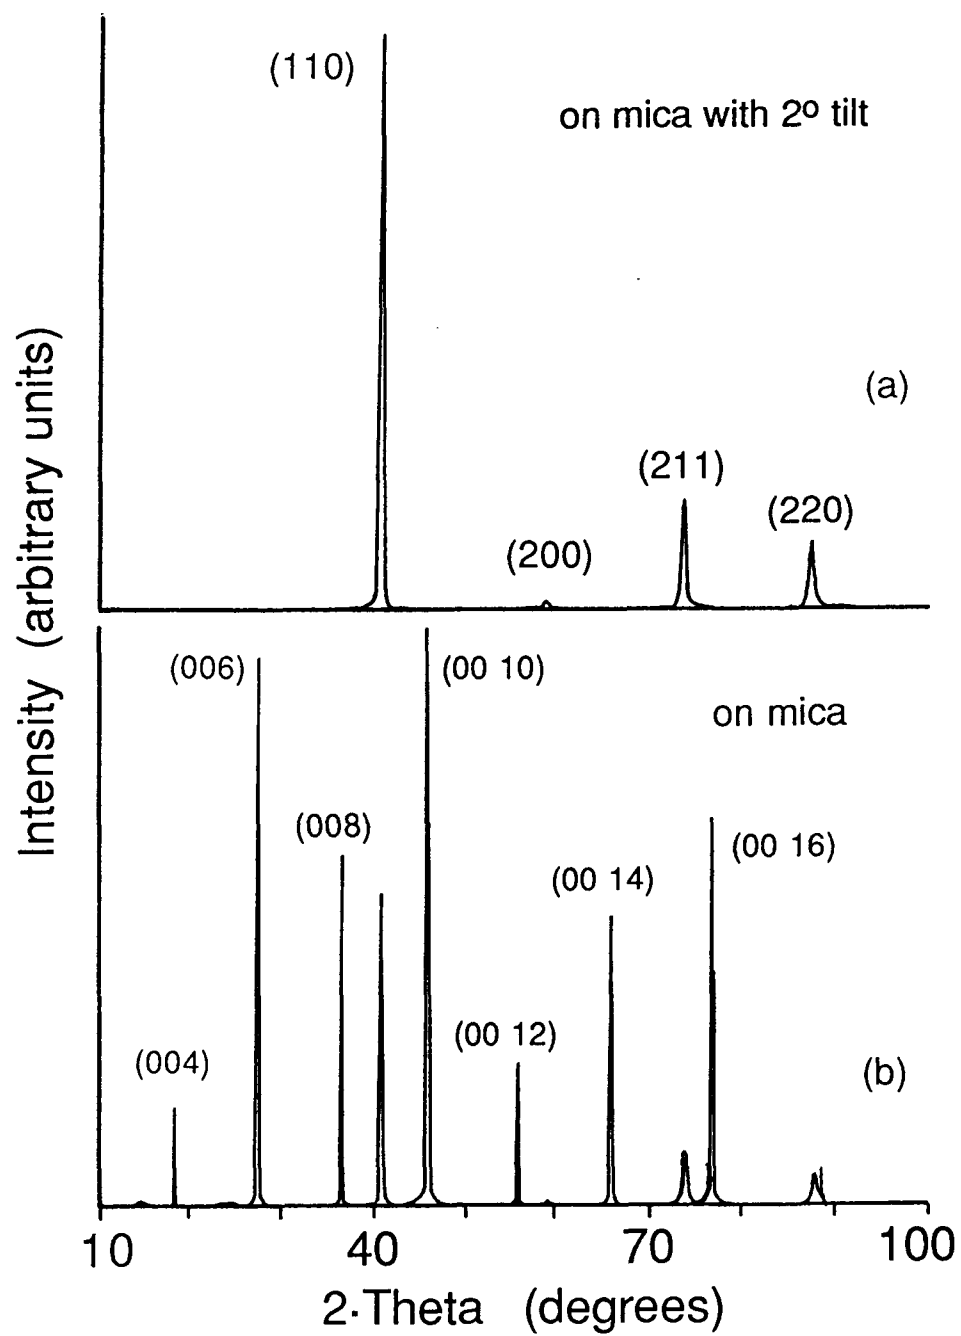 (110)
on mica with 2º tilt
(a)
(211)
(220)
(200)
(006)
(00 10)
on mica
(008)
(00 16)
(00 14)
(00 12)
(004)
(b)
Intensity (arbitrary units)
10 40 70 100
2·Theta (degrees)